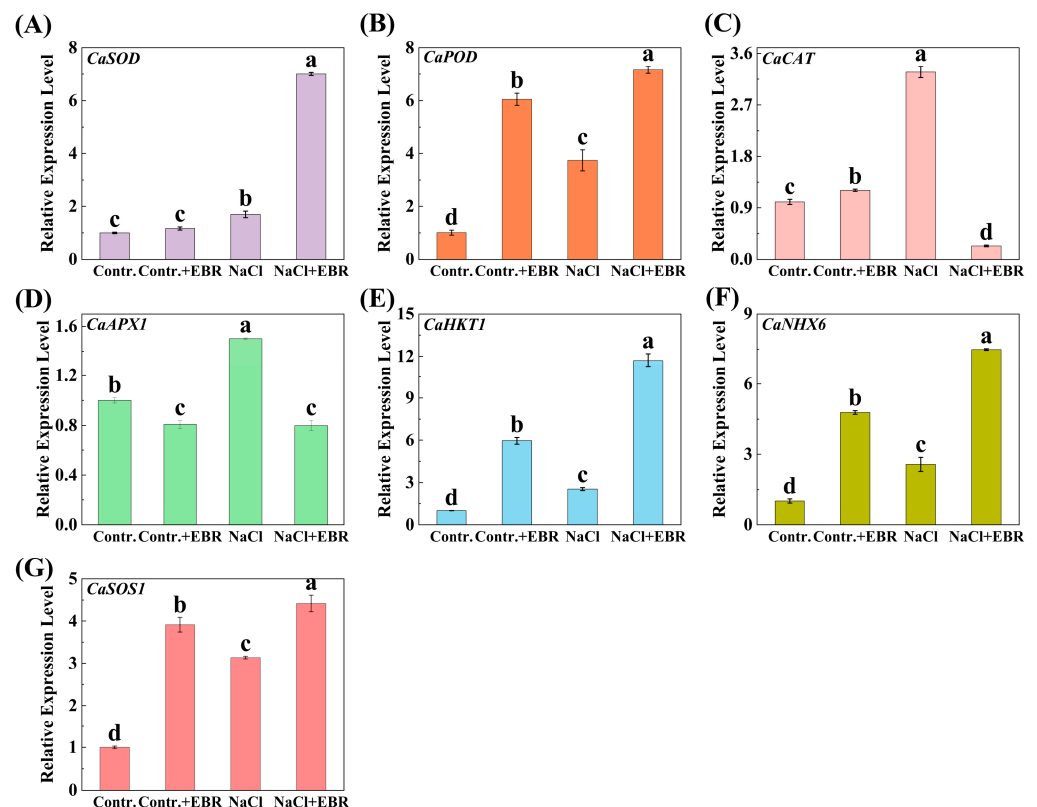 (A)
CaSOD
Relative Expression Level
8
6
4
2
0
c
c
b
a
Contr. Contr.+EBR NaCl NaCl+EBR
(B)
CaPOD
Relative Expression Level
8
6
4
2
0
d
b
c
a
Contr. Contr.+EBR NaCl NaCl+EBR
(C)
CaCAT
Relative Expression Level
3.6
2.7
1.8
0.9
0.0
c
b
a
d
Contr. Contr.+EBR NaCl NaCl+EBR
(D)
CaAPX1
Relative Expression Level
1.6
1.2
0.8
0.4
0.0
b
c
a
c
Contr. Contr.+EBR NaCl NaCl+EBR
(E)
CaHKT1
Relative Expression Level
15
12
9
6
3
0
d
b
c
a
Contr. Contr.+EBR NaCl NaCl+EBR
(F)
CaNHX6
Relative Expression Level
9
6
3
0
d
b
c
a
Contr. Contr.+EBR NaCl NaCl+EBR
(G)
CaSOS1
Relative Expression Level
5
4
3
2
1
0
d
b
c
a
Contr. Contr.+EBR NaCl NaCl+EBR